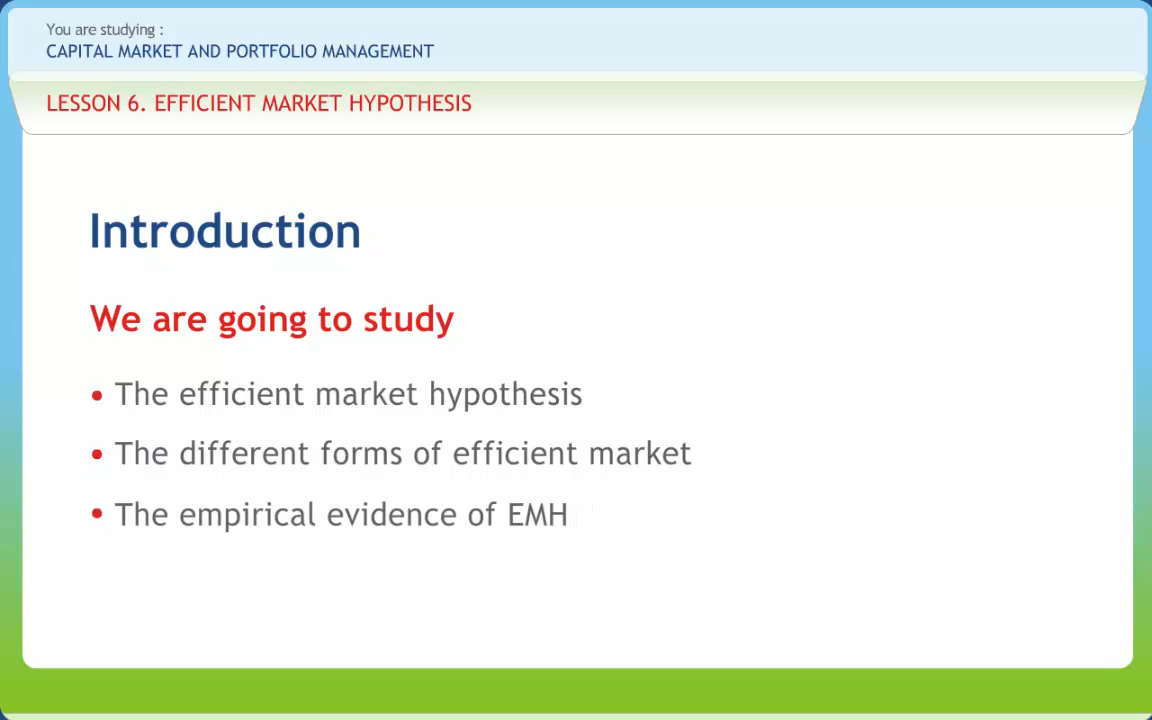 You are studying :
CAPITAL MARKET AND PORTFOLIO MANAGEMENT
LESSON 6. EFFICIENT MARKET HYPOTHESIS
Introduction
We are going to study
• The efficient market hypothesis
• The different forms of efficient market
• The empirical evidence of EMH